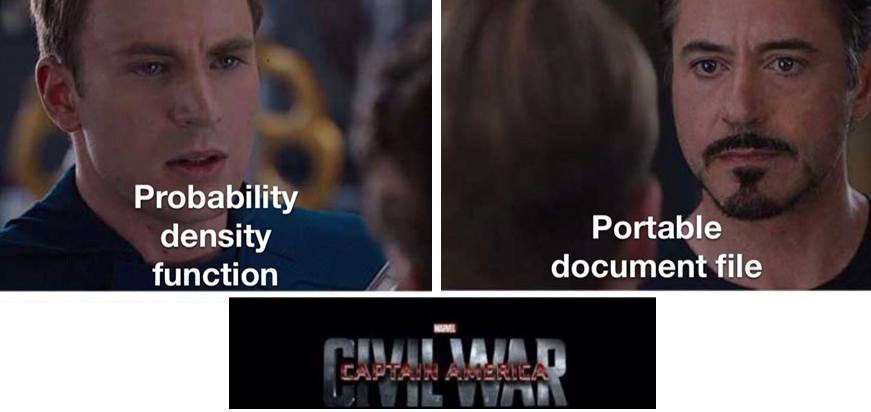 Probability
density
function
Portable
document file
MARVEL
CIVIL WAR
CAPTAIN AMERICA